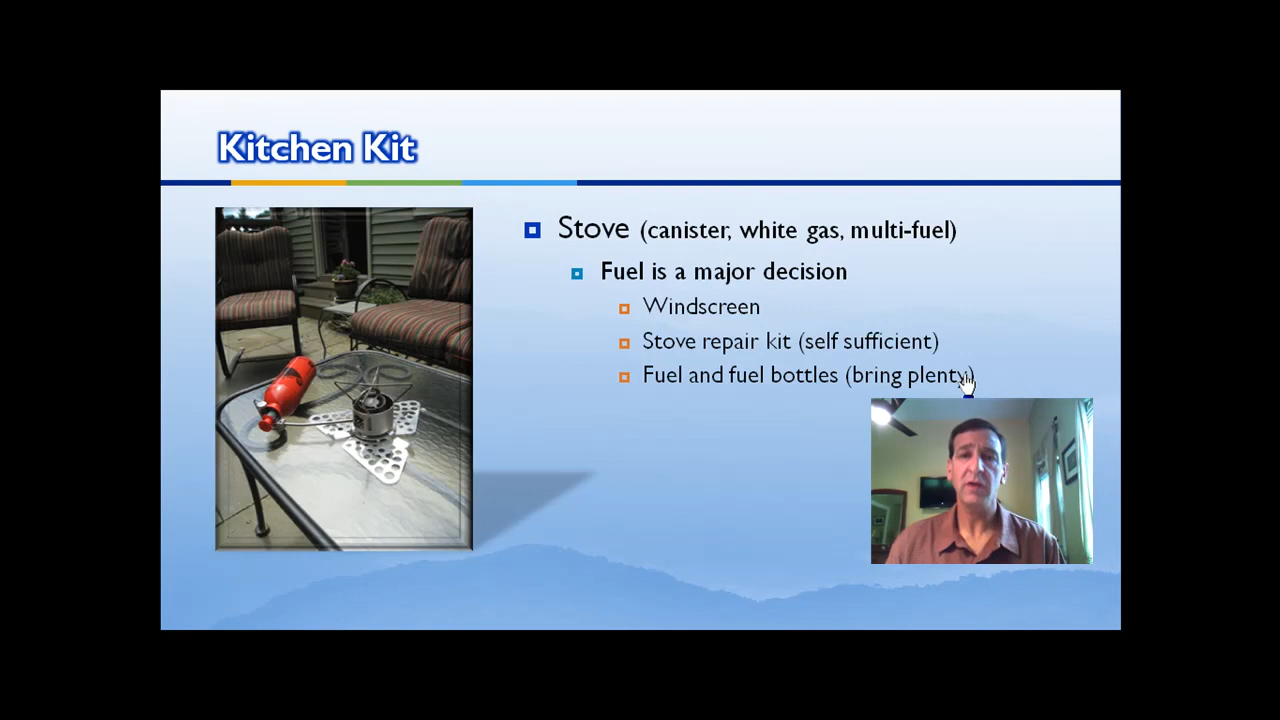 Kitchen Kit
Stove (canister, white gas, multi-fuel)
Fuel is a major decision
Windscreen
Stove repair kit (self sufficient)
Fuel and fuel bottles (bring plenty)